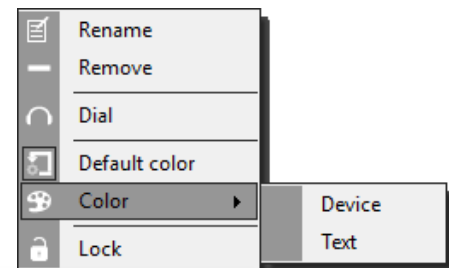 Rename
Remove
Dial
Default color
Color
Device
Lock
Text